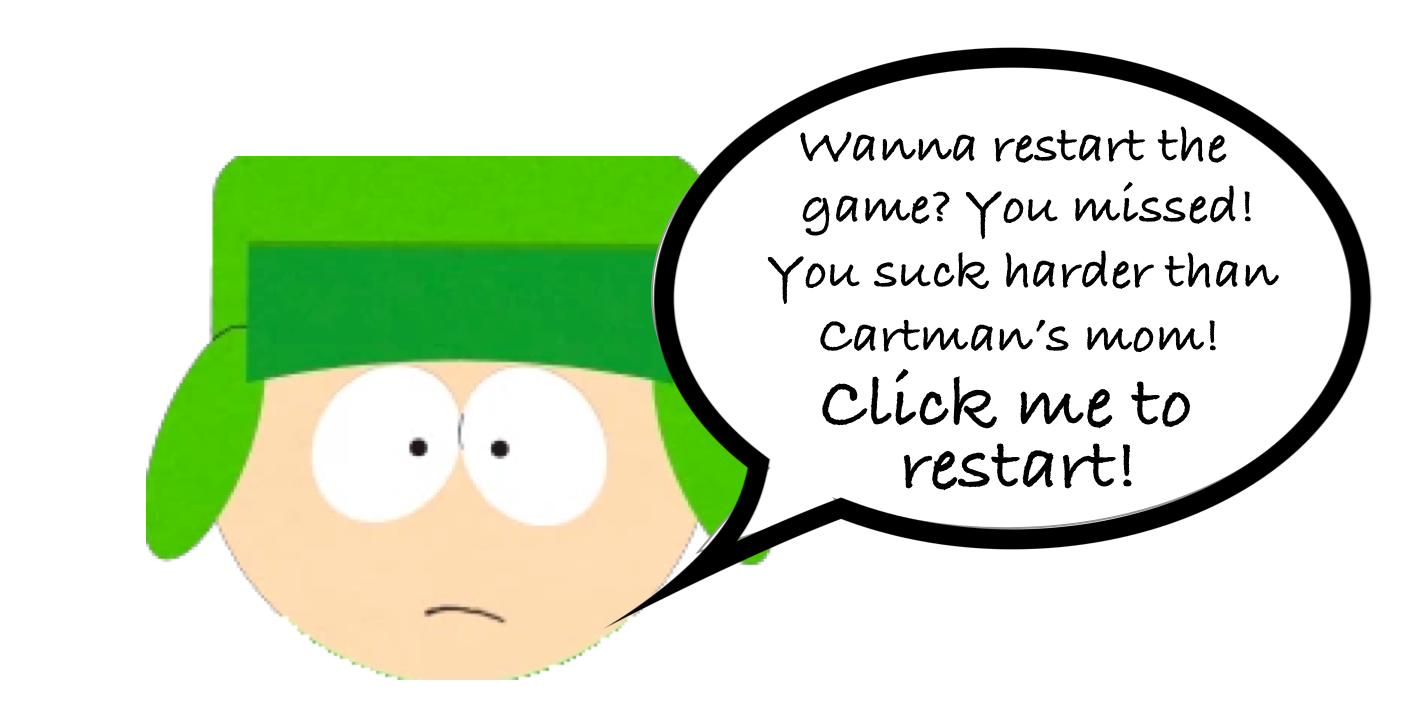 Wanna restart the
game? You missed!
You suck harder than
Cartman's mom!
Click me to
restart!